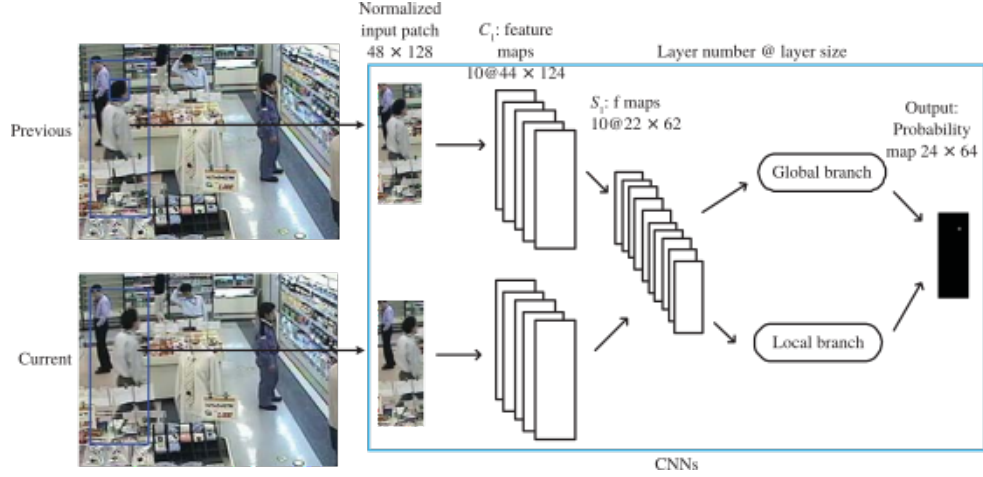 Normalized
input patch
48 × 128
C₁: feature
maps
10@44 × 124
Layer number @ layer size
S₁: f maps
10@22 × 62
Output:
Probability
map 24 × 64
Previous
Global branch
Current
Local branch
CNNs